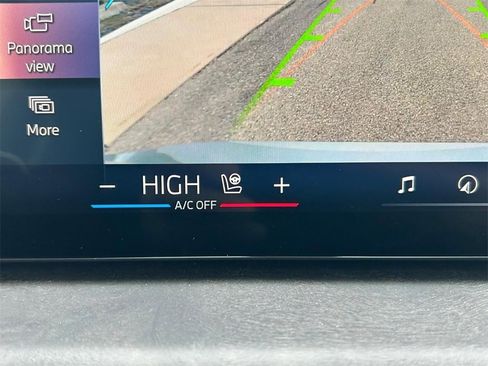 Panorama
view
More
− HIGH +
A/C OFF